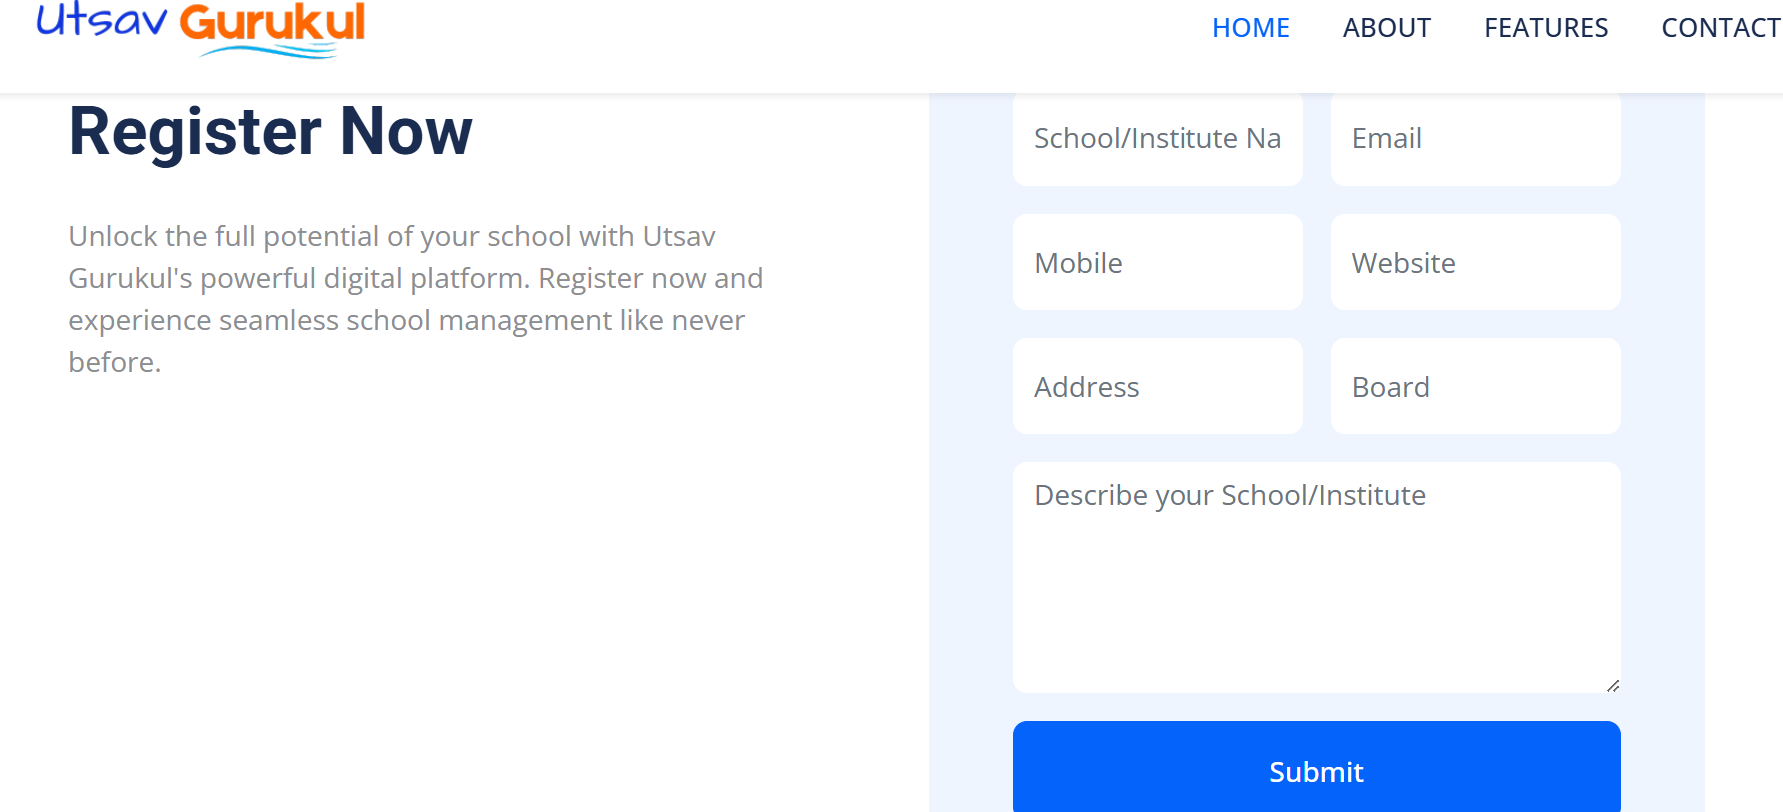 Utsav Gurukul
HOME ABOUT FEATURES CONTACT
Register Now
Unlock the full potential of your school with Utsav
Gurukul's powerful digital platform. Register now and
experience seamless school management like never
before.
School/Institute Na
Email
Mobile
Website
Address
Board
Describe your School/Institute
Submit